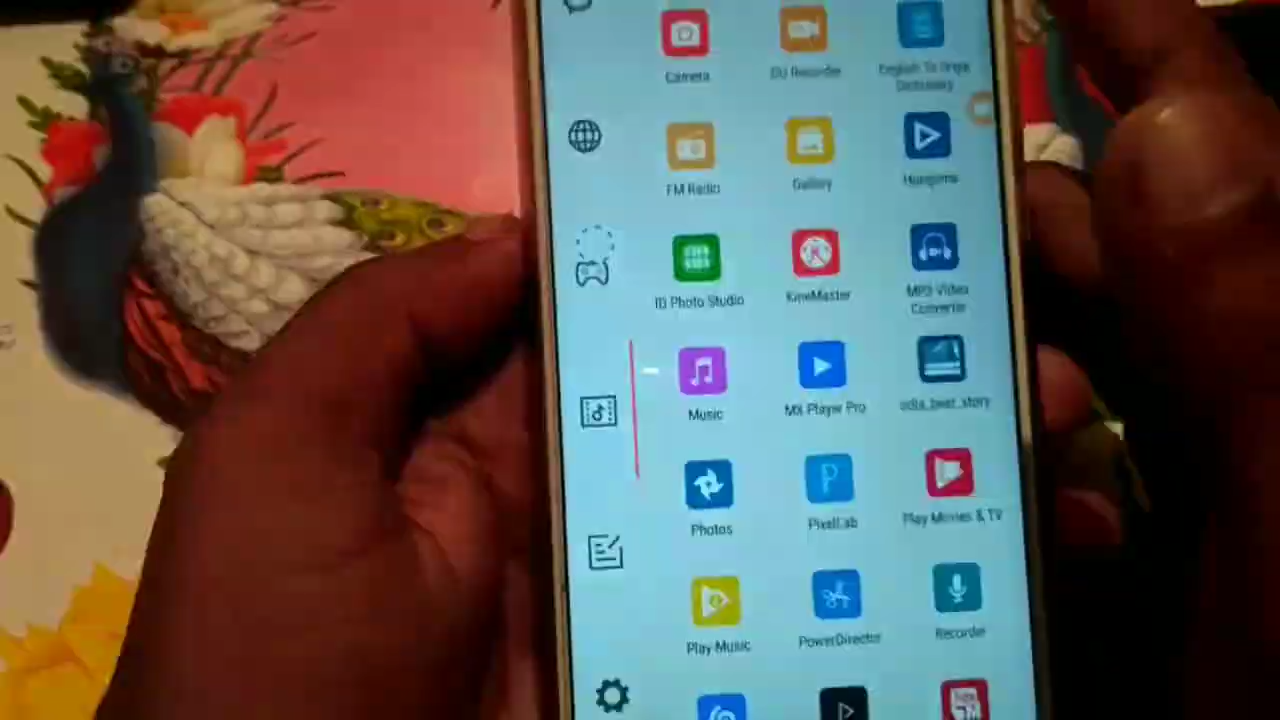 Camera
DU Recorder
English To Oriya
Dictionary
FM Radio
Gallery
Hungama
ID Photo Studio
KineMaster
MP3 Video
Converter
Music
MX Player Pro
odia_best_story
Photos
PixelLab
Play Movies & TV
Play Music
PowerDirector
Recorder